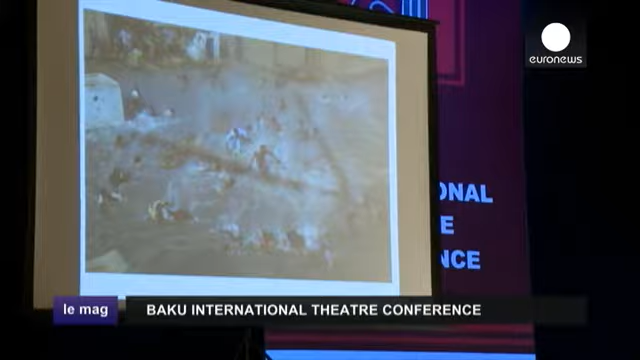 euronews
ONAL
E
NCE
le mag
BAKU INTERNATIONAL THEATRE CONFERENCE